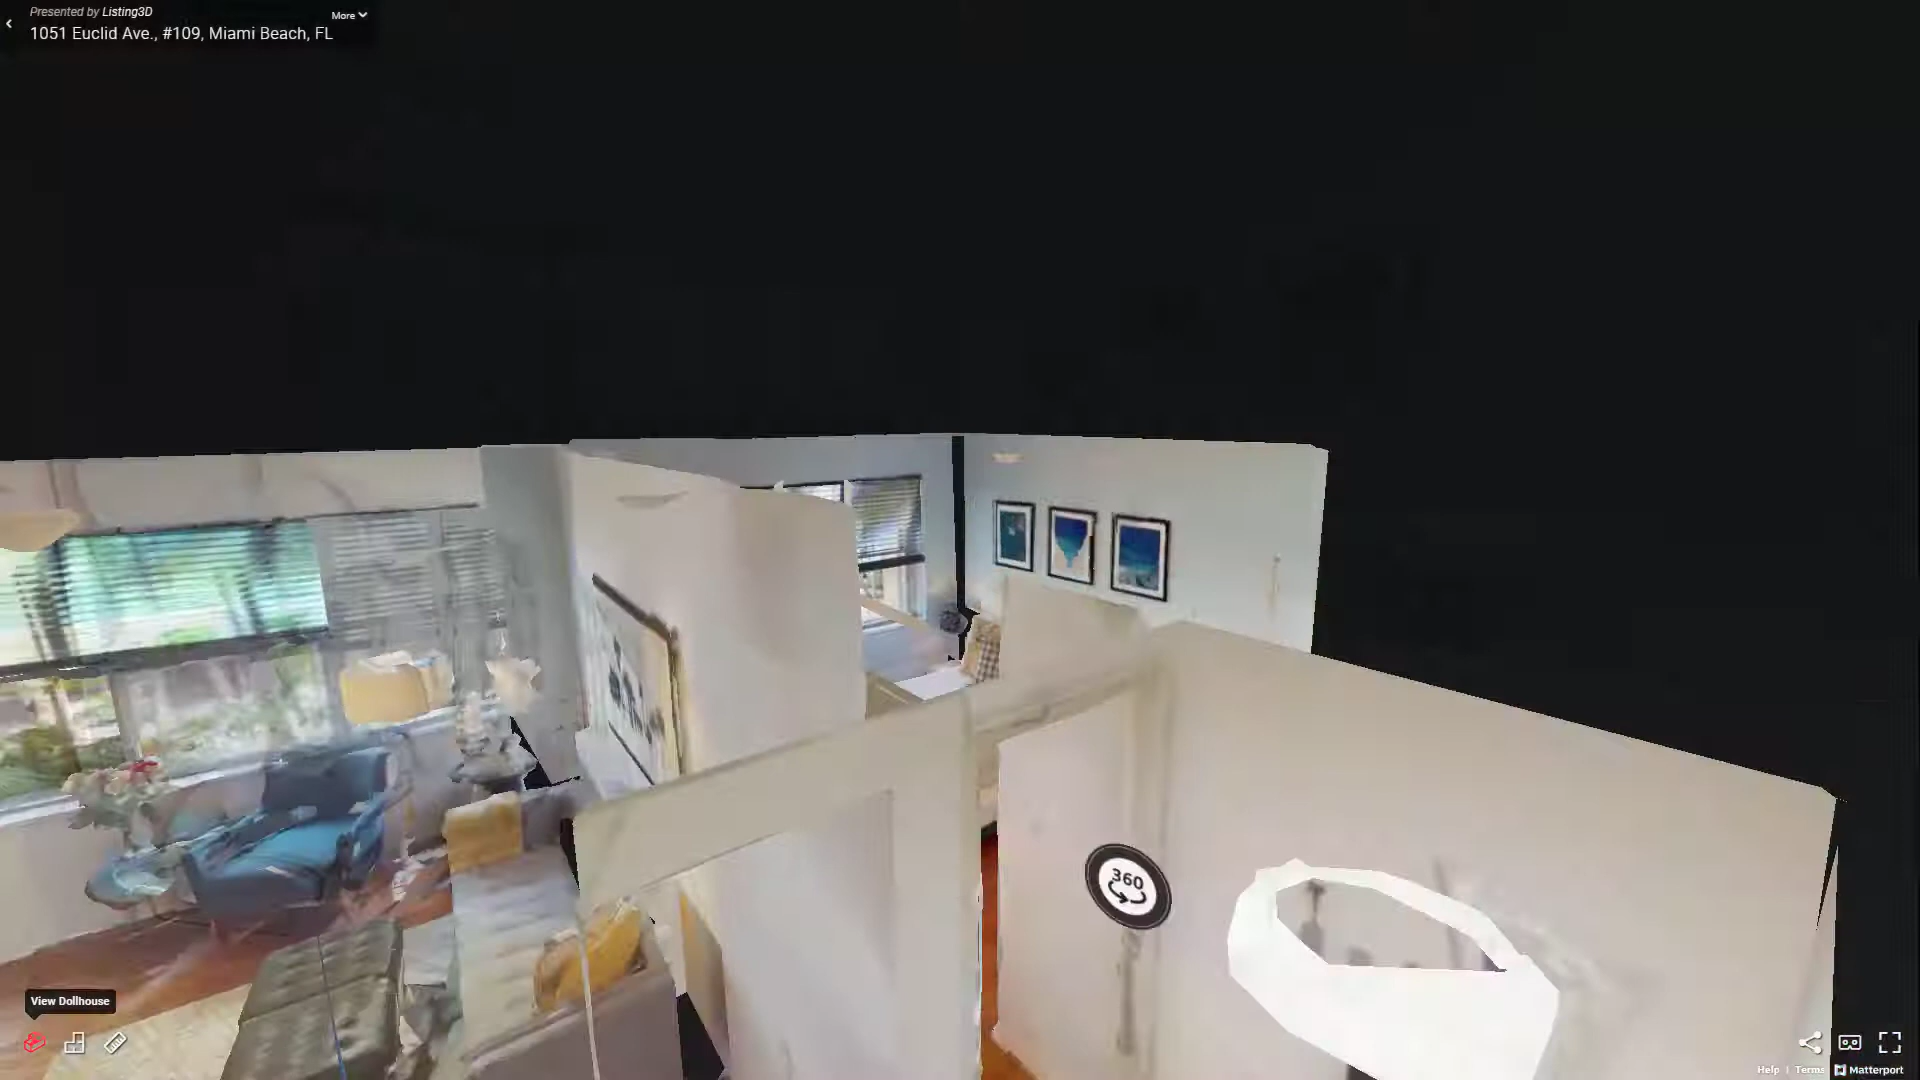 Presented by Listing3D
More
1051 Euclid Ave., #109, Miami Beach, FL
360
View Dollhouse
Help | Terms Matterport